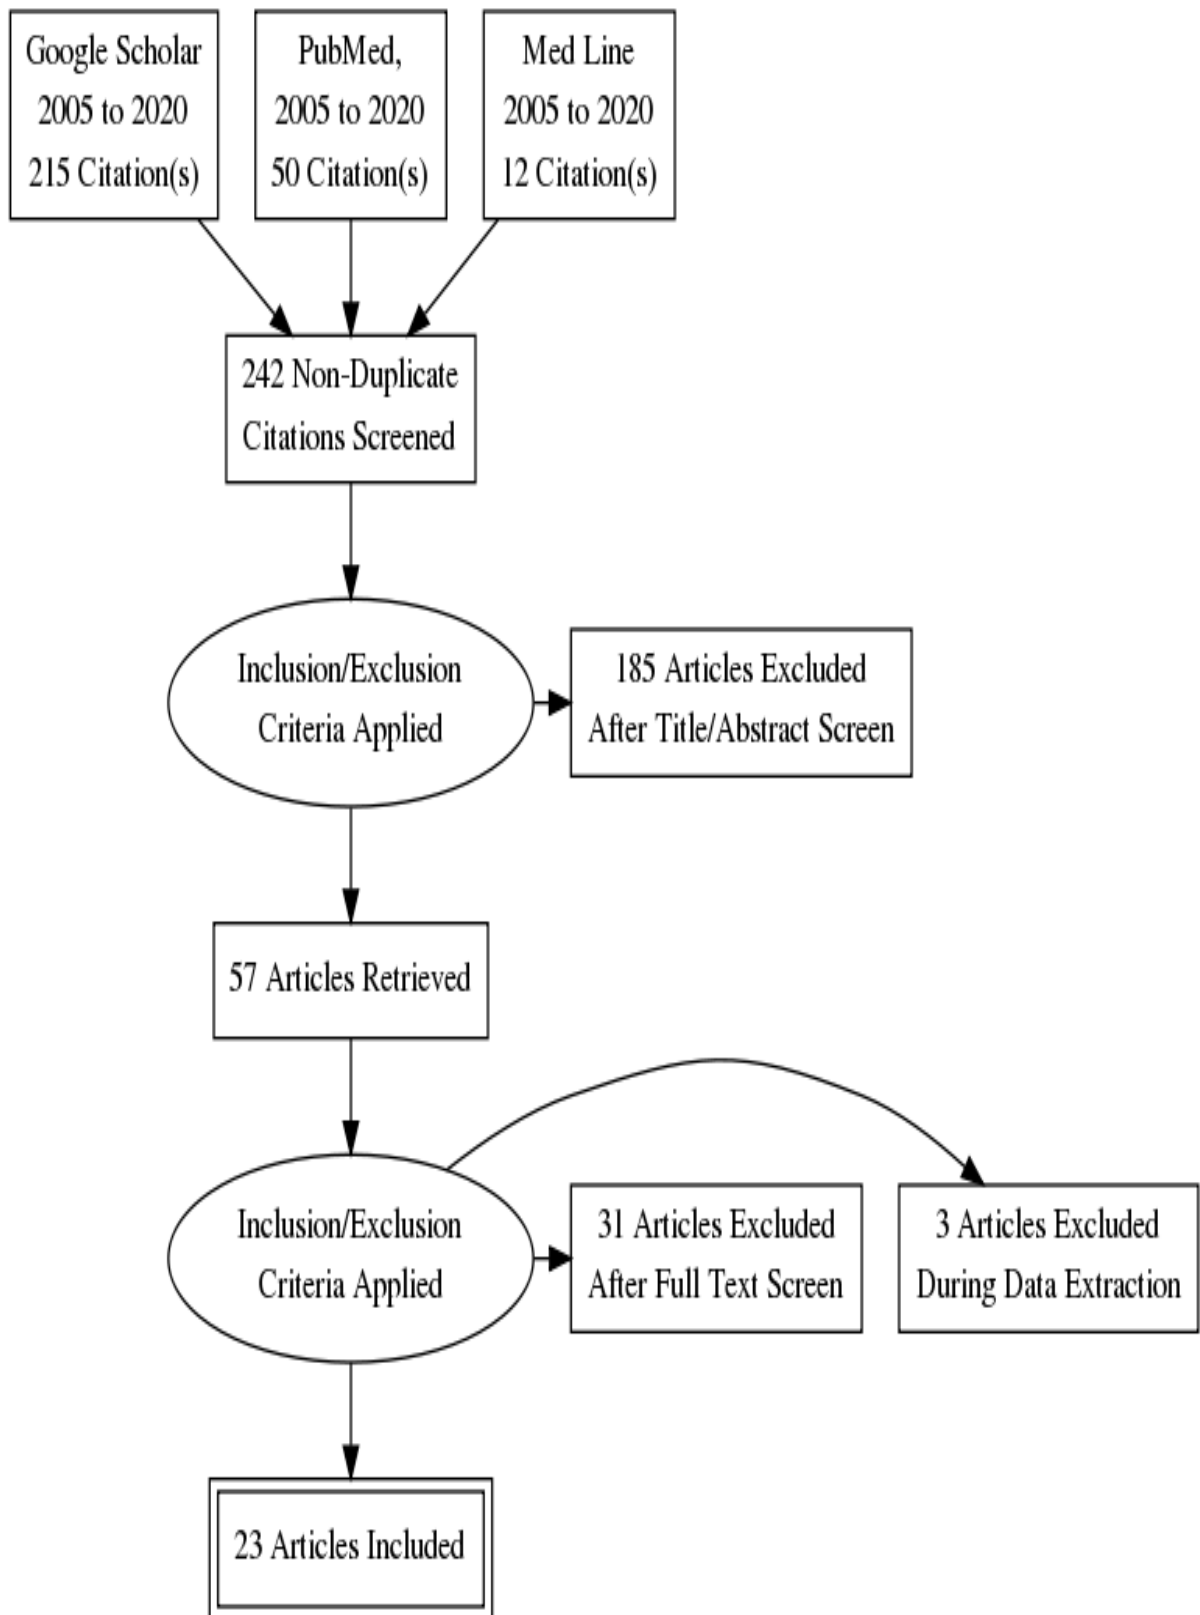 Google Scholar
2005 to 2020
215 Citation(s)
PubMed,
2005 to 2020
50 Citation(s)
Med Line
2005 to 2020
12 Citation(s)
242 Non-Duplicate
Citations Screened
Inclusion/Exclusion
Criteria Applied
185 Articles Excluded
After Title/Abstract Screen
57 Articles Retrieved
Inclusion/Exclusion
Criteria Applied
31 Articles Excluded
After Full Text Screen
3 Articles Excluded
During Data Extraction
23 Articles Included